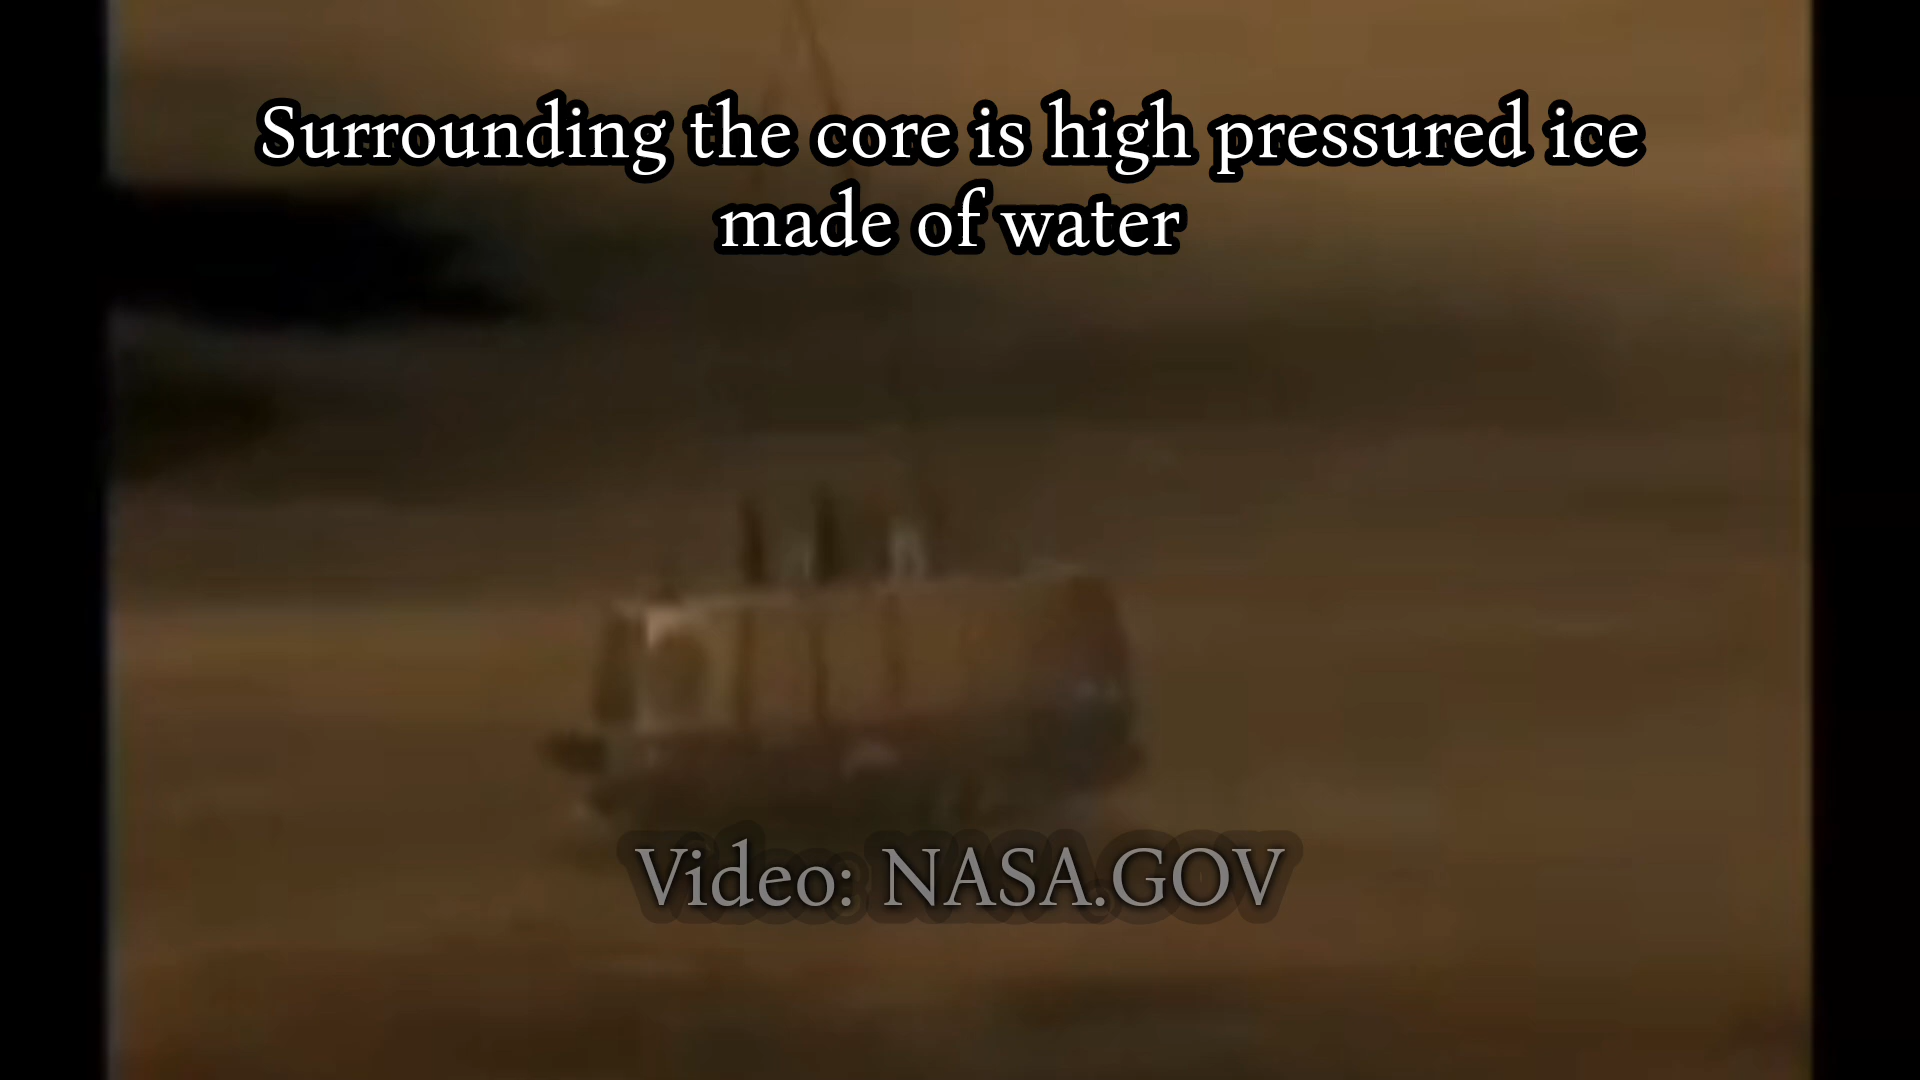 Surrounding the core is high pressured ice
made of water
Video: NASA.GOV